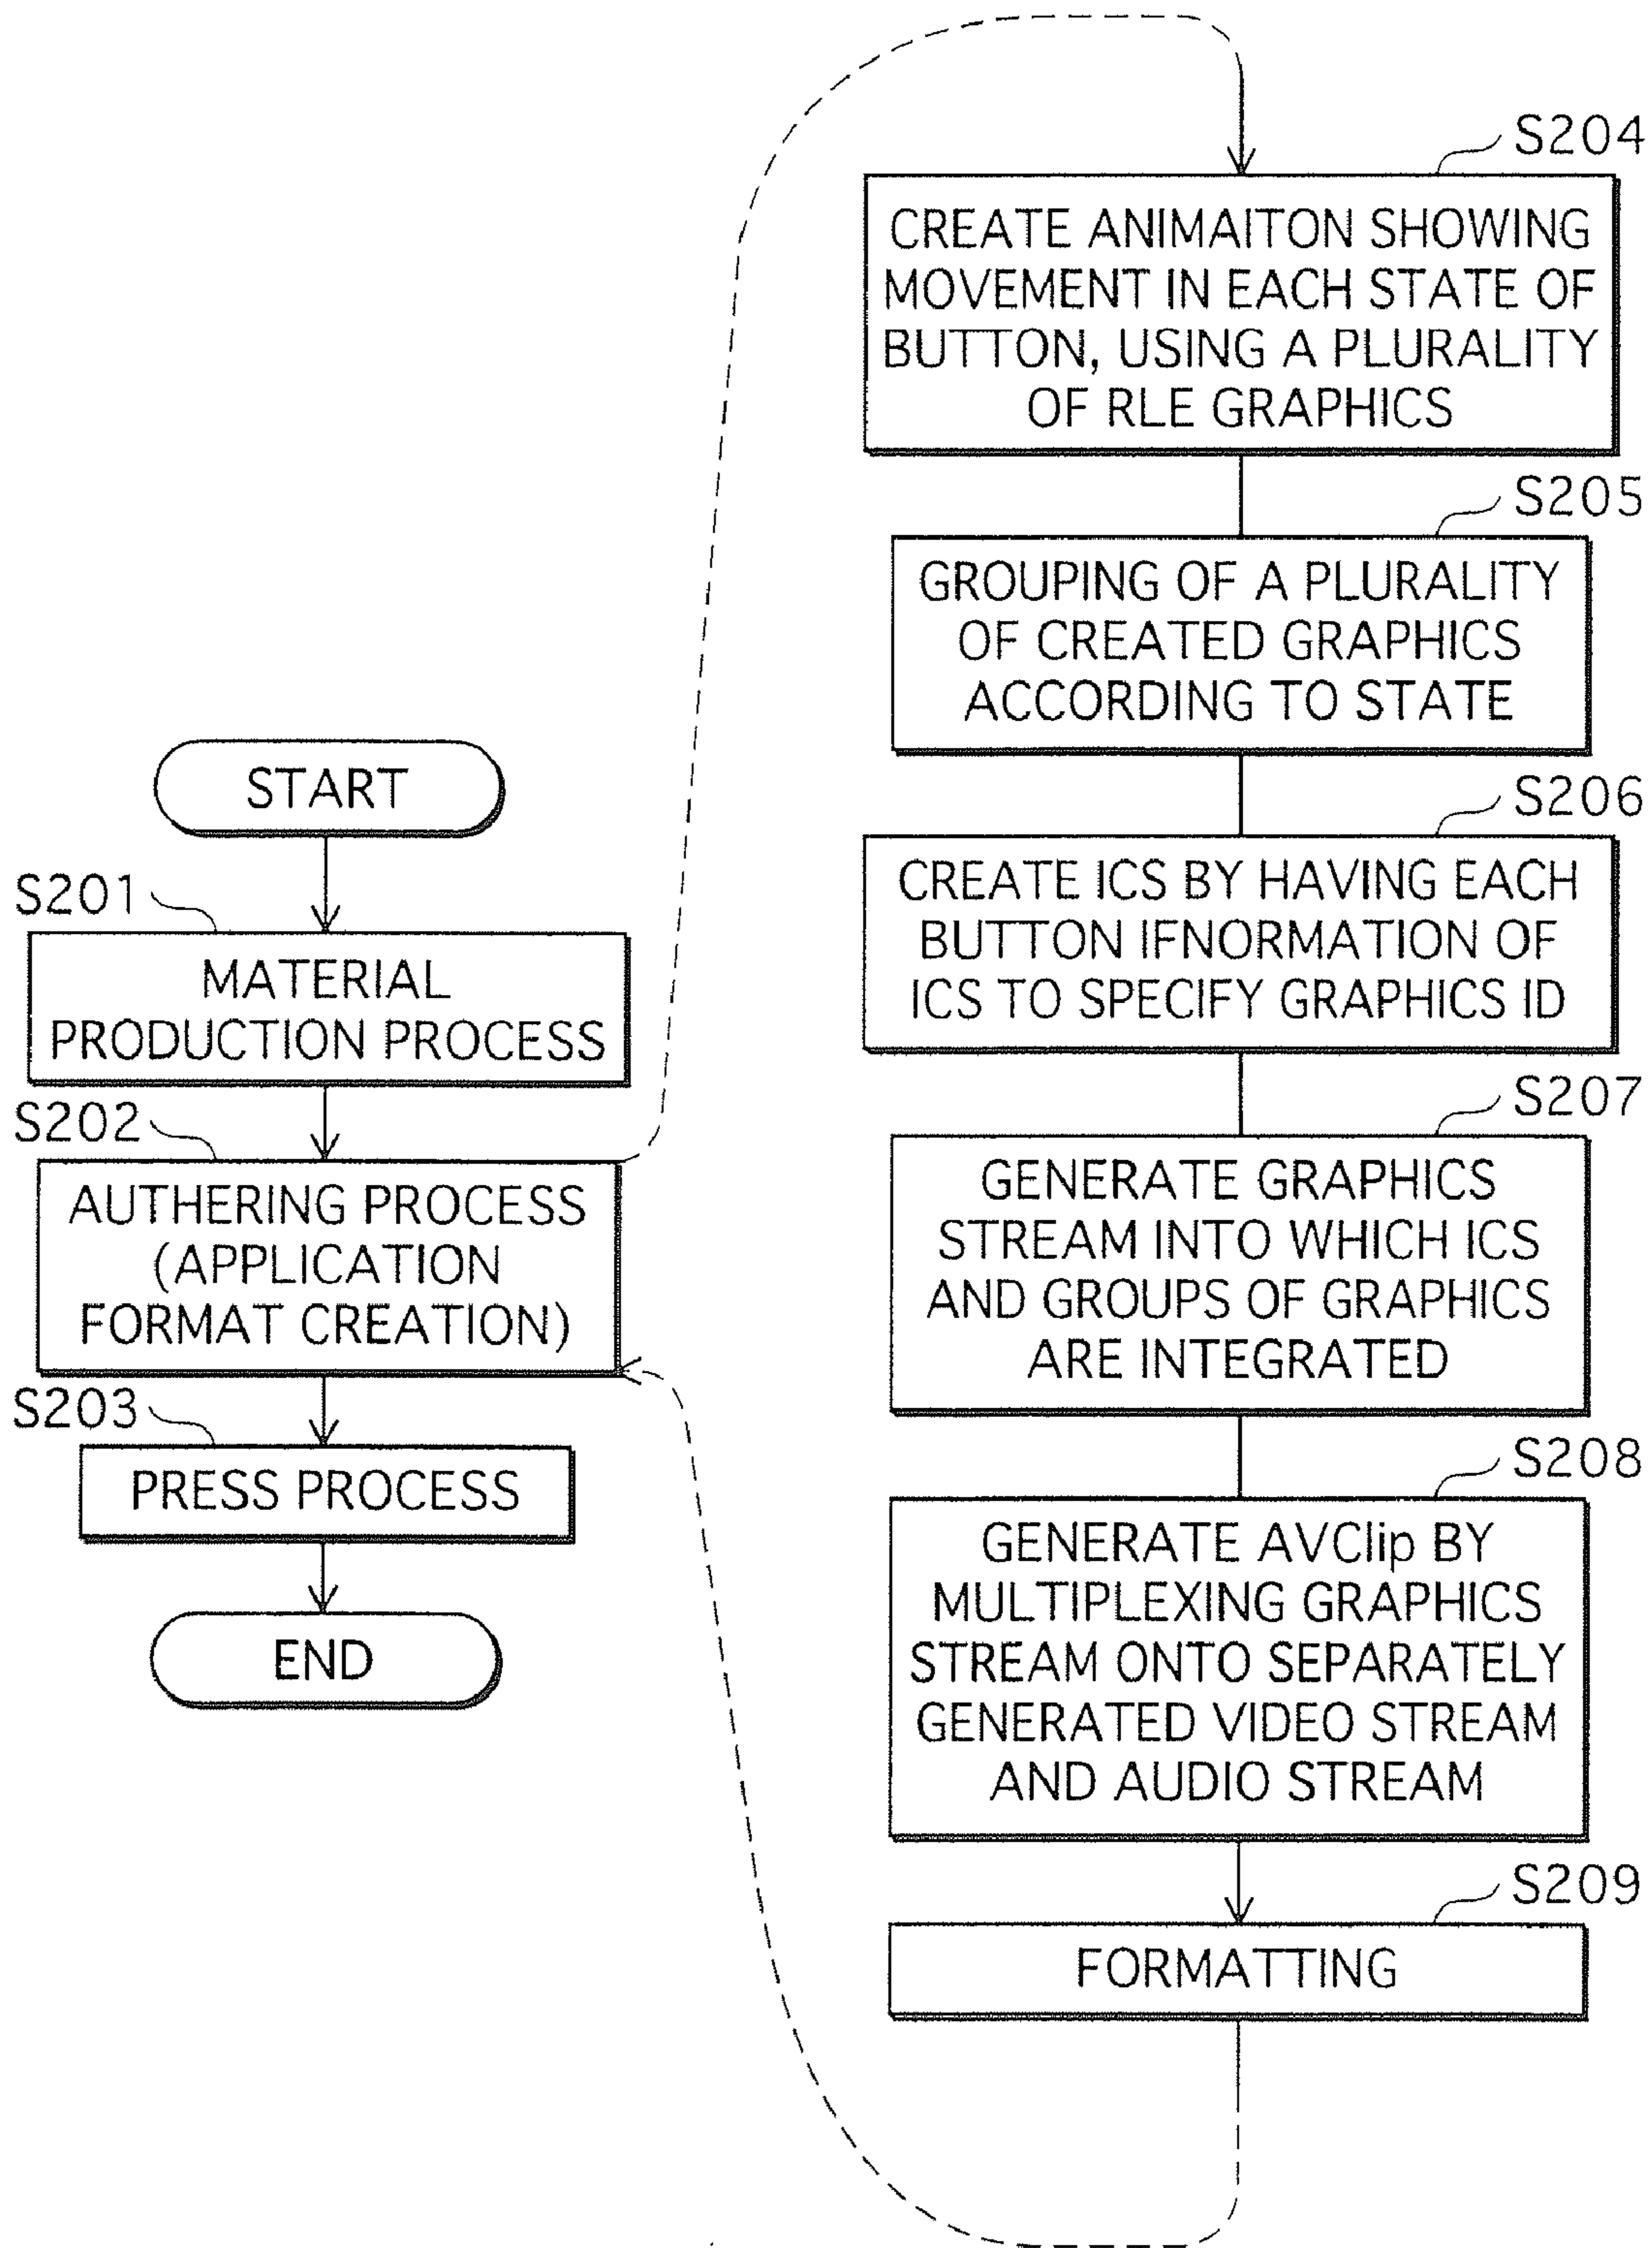 START
S201
MATERIAL
PRODUCTION PROCESS
S202
AUTHERING PROCESS
(APPLICATION
FORMAT CREATION)
S203
PRESS PROCESS
END
S204
CREATE ANIMAITON SHOWING
MOVEMENT IN EACH STATE OF
BUTTON, USING A PLURALITY
OF RLE GRAPHICS
S205
GROUPING OF A PLURALITY
OF CREATED GRAPHICS
ACCORDING TO STATE
S206
CREATE ICS BY HAVING EACH
BUTTON IFNORMATION OF
ICS TO SPECIFY GRAPHICS ID
S207
GENERATE GRAPHICS
STREAM INTO WHICH ICS
AND GROUPS OF GRAPHICS
ARE INTEGRATED
S208
GENERATE AVClip BY
MULTIPLEXING GRAPHICS
STREAM ONTO SEPARATELY
GENERATED VIDEO STREAM
AND AUDIO STREAM
S209
FORMATTING